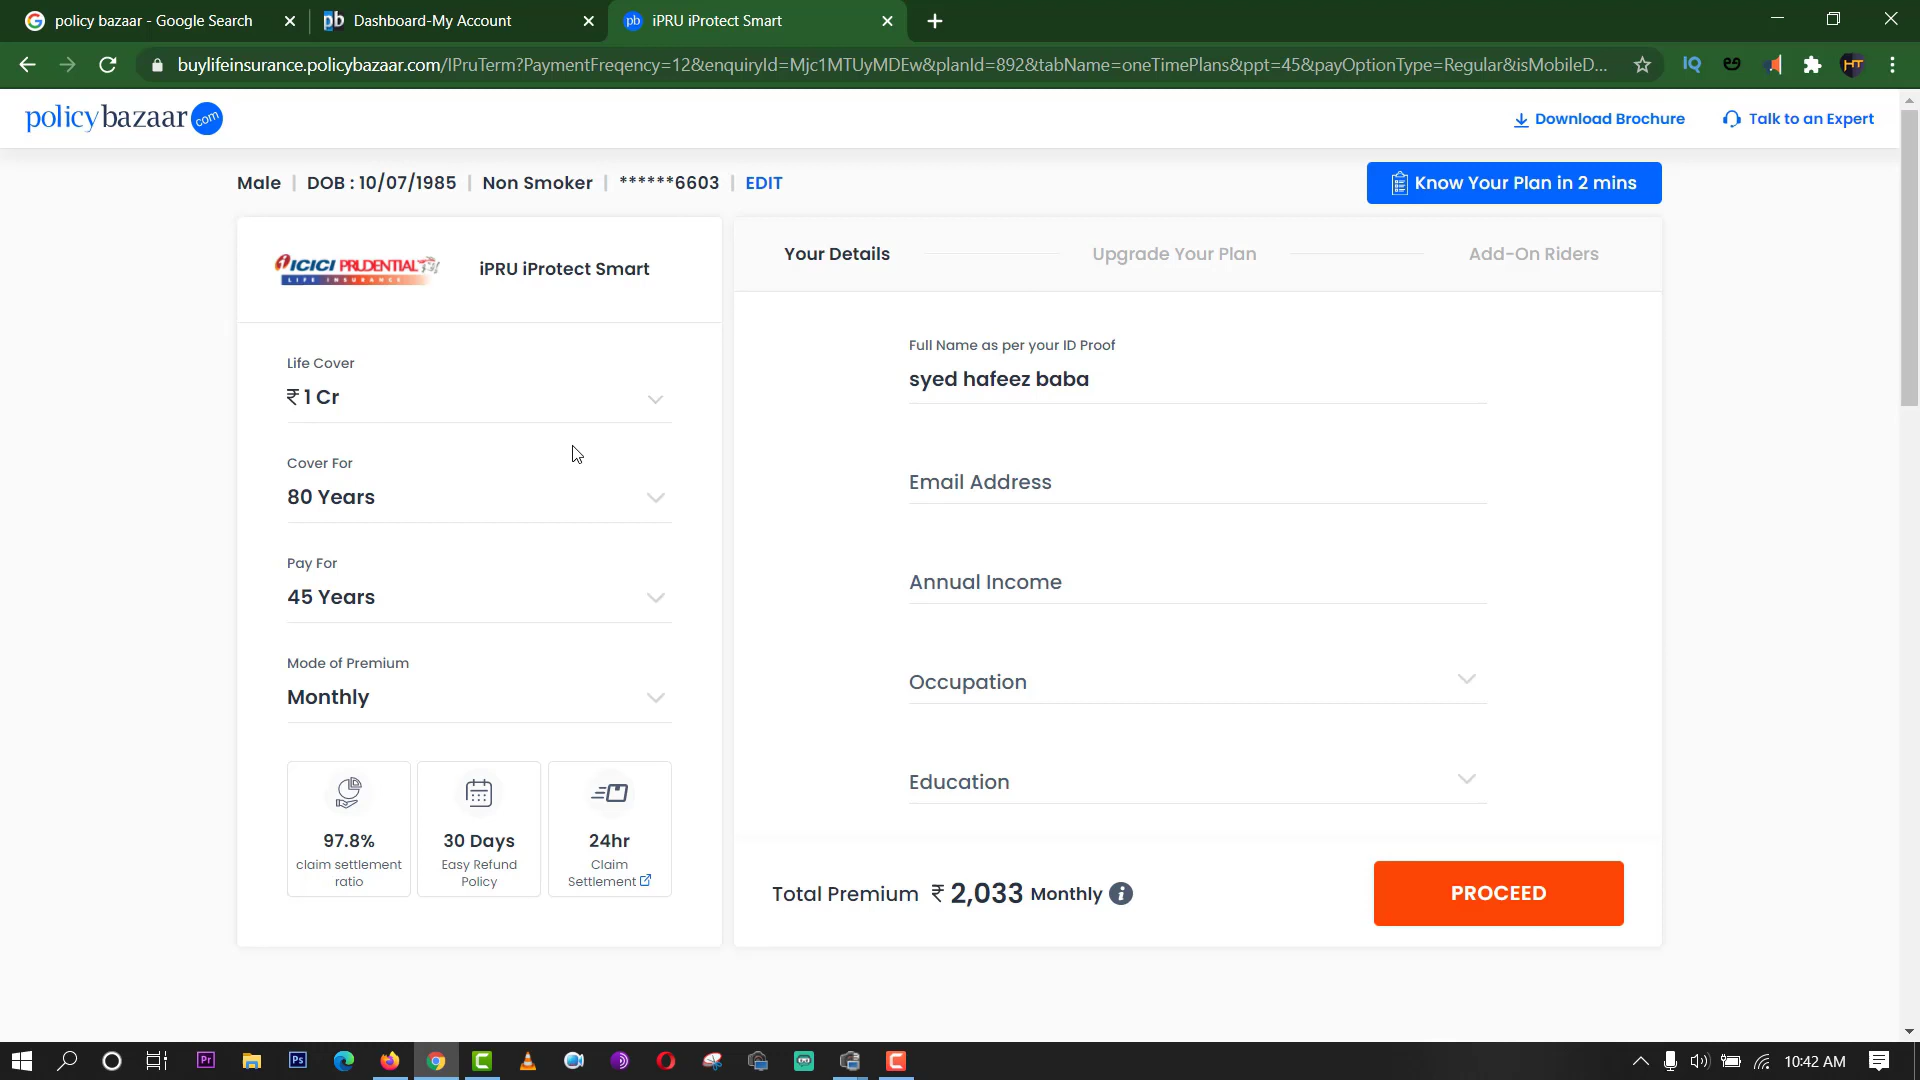 policy bazaar - Google Search
Dashboard-My Account
iPRU iProtect Smart
buylifeinsurance.policybazaar.com/IPruTerm?PaymentFreqency=12&enquiryId=Mjc1MTUyMDEw&planId=892&tabName=oneTimePlans&ppt=45&payOptionType=Regular&isMobileD...
policybazaar com
Download Brochure
Talk to an Expert
Male | DOB : 10/07/1985 | Non Smoker | ******6603 | EDIT
Know Your Plan in 2 mins
ICICI PRUDENTIAL
LIFE INSURANCE
iPRU iProtect Smart
Life Cover
₹ 1 Cr
Cover For
80 Years
Pay For
45 Years
Mode of Premium
Monthly
97.8%
claim settlement
ratio
30 Days
Easy Refund
Policy
24hr
Claim
Settlement
Your Details
Upgrade Your Plan
Add-On Riders
Full Name as per your ID Proof
syed hafeez baba
Email Address
Annual Income
Occupation
Education
Total Premium ₹ 2,033 Monthly i
PROCEED
10:42 AM